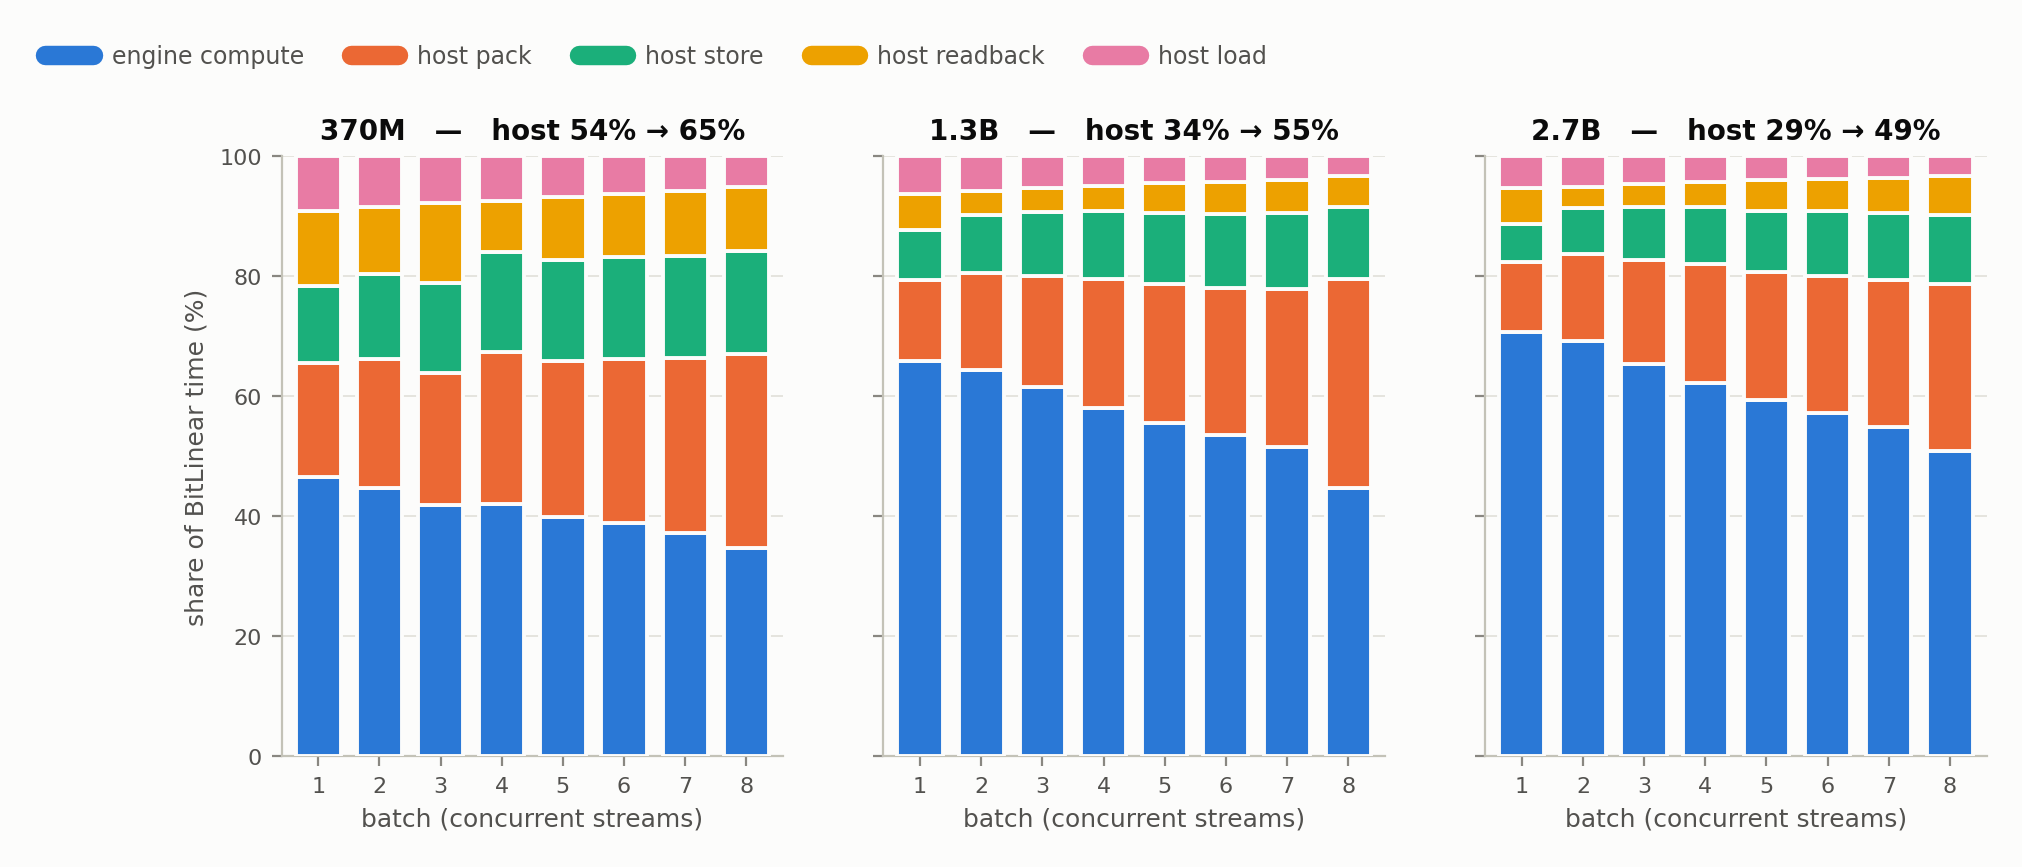 engine compute host pack host store host readback host load
370M — host 54% → 65%
1.3B — host 34% → 55%
2.7B — host 29% → 49%
share of BitLinear time (%)
100
80
60
40
20
0
1 2 3 4 5 6 7 8
batch (concurrent streams)
1 2 3 4 5 6 7 8
batch (concurrent streams)
1 2 3 4 5 6 7 8
batch (concurrent streams)